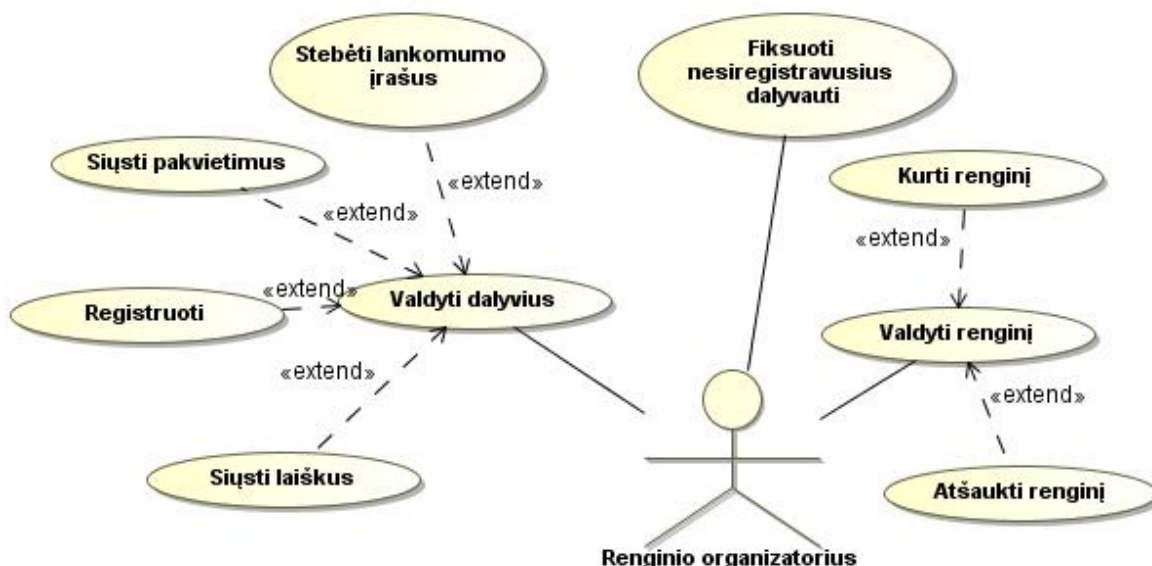 Stebėti lankomumo
įrašus
Fiksuoti
nesiregistravusius
dalyvauti
Siųsti pakvietimus
«extend»
«extend»
Kurti renginį
«extend»
Registruoti
«extend»
Valdyti dalyvius
Valdyti renginį
«extend»
«extend»
Siųsti laiškus
Atšaukti renginį
Renginio organizatorius